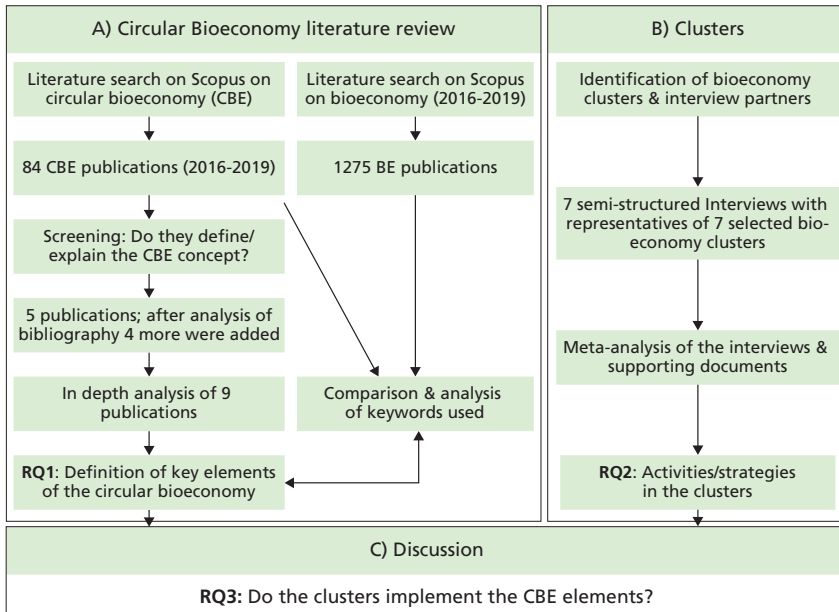 A) Circular Bioeconomy literature review
Literature search on Scopus on
circular bioeconomy (CBE)
Literature search on Scopus
on bioeconomy (2016-2019)
84 CBE publications (2016-2019)
1275 BE publications
Screening: Do they define/
explain the CBE concept?
5 publications; after analysis of
bibliography 4 more were added
In depth analysis of 9
publications
Comparison & analysis
of keywords used
RQ1: Definition of key elements
of the circular bioeconomy
B) Clusters
Identification of bioeconomy
clusters & interview partners
7 semi-structured Interviews with
representatives of 7 selected bio-
economy clusters
Meta-analysis of the interviews &
supporting documents
RQ2: Activities/strategies
in the clusters
C) Discussion
RQ3: Do the clusters implement the CBE elements?